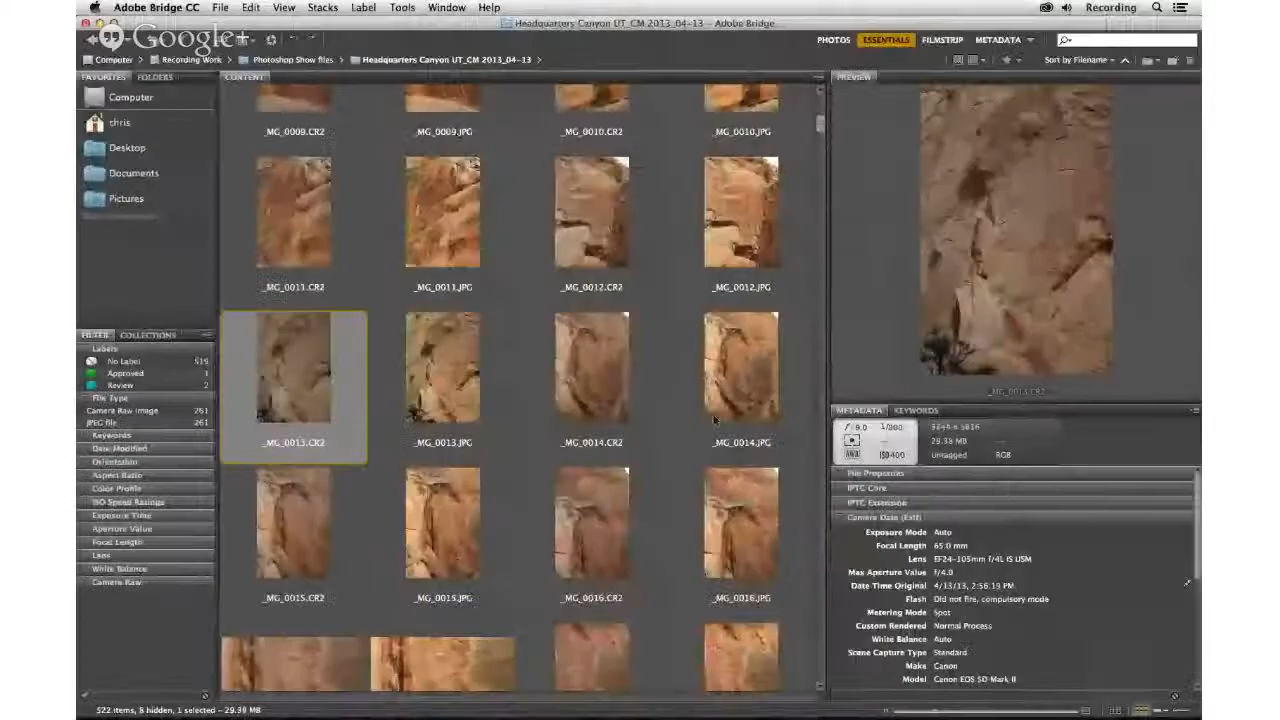 Adobe Bridge CC File Edit View Stacks Label Tools Window Help Recording
Headquarters Canyon UT_CM 2013_04-13 — Adobe Bridge
Google+
PHOTOS ESSENTIALS FILMSTRIP METADATA
Computer Recording Work Photoshop Show files Headquarters Canyon UT_CM 2013_04-13
Sort by Filename
FAVORITES FOLDERS
Computer
chris
Desktop
Documents
Pictures
FILTER COLLECTIONS
Labels
No Label 519
Approved 1
Review 2
File Type
Camera Raw image 261
JPEG file 261
Keywords
Date Modified
Orientation
Aspect Ratio
Color Profile
ISO Speed Ratings
Exposure Time
Aperture Value
Focal Length
Lens
White Balance
Camera Raw
CONTENT
_MG_0009.CR2 _MG_0009.JPG _MG_0010.CR2 _MG_0010.JPG
_MG_0011.CR2 _MG_0011.JPG _MG_0012.CR2 _MG_0012.JPG
_MG_0013.CR2 _MG_0013.JPG _MG_0014.CR2 _MG_0014.JPG
_MG_0015.CR2 _MG_0015.JPG _MG_0016.CR2 _MG_0016.JPG
PREVIEW
_MG_0013.CR2
METADATA KEYWORDS
f/9.0 1/800
ISO400
29.38 MB
Untagged RGB
File Properties
IPTC Core
IPTC Extension
Camera Data (Exif)
Exposure Mode Auto
Focal Length 65.0 mm
Lens EF24-105mm f/4L IS USM
Max Aperture Value f/4.0
Date Time Original 4/13/13, 2:56:19 PM
Flash Did not fire, compulsory mode
Metering Mode Spot
Custom Rendered Normal Process
White Balance Auto
Scene Capture Type Standard
Make Canon
Model Canon EOS 5D Mark II
522 items, 8 hidden, 1 selected - 29.38 MB